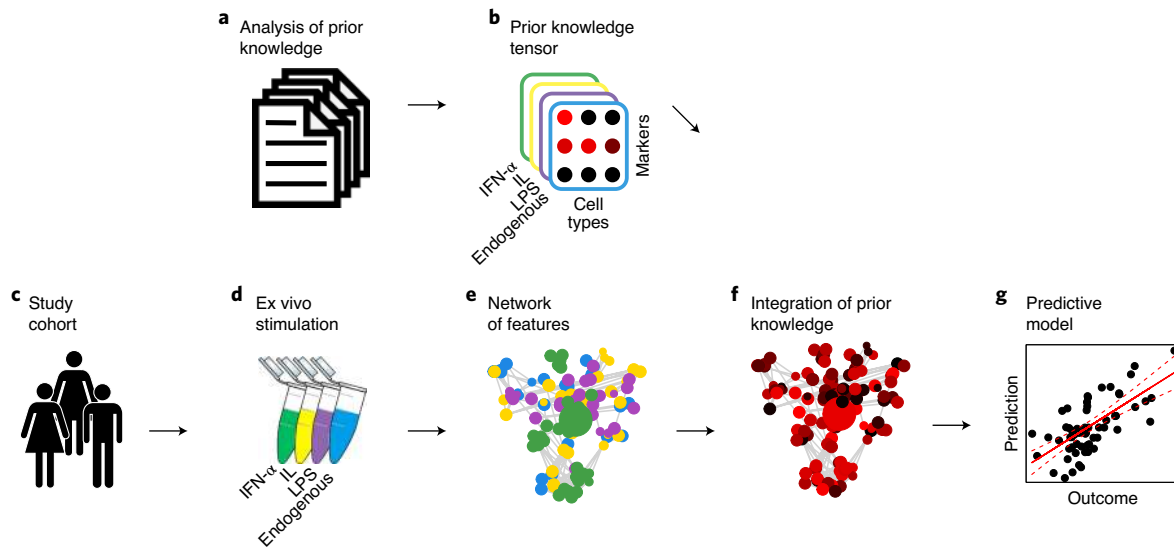 a
Analysis of prior
knowledge
b
Prior knowledge
tensor
Markers
IFN-α
IL
LPS
Endogenous
Cell
types
c
Study
cohort
d
Ex vivo
stimulation
IFN-α
IL
LPS
Endogenous
e
Network
of features
f
Integration of prior
knowledge
g
Predictive
model
Prediction
Outcome